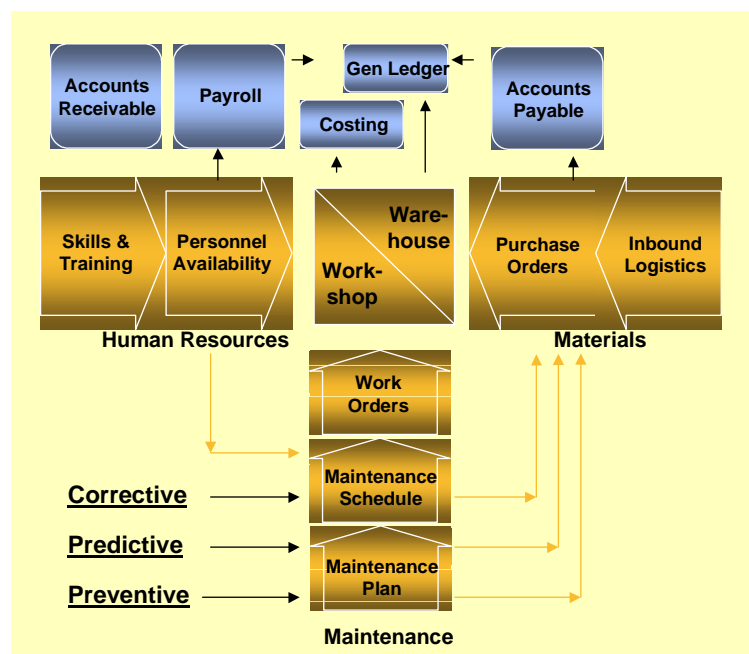 Accounts
Receivable
Payroll
Gen Ledger
Costing
Accounts
Payable
Skills &
Training
Personnel
Availability
Ware-
house
Work-
shop
Purchase
Orders
Inbound
Logistics
Human Resources
Materials
Work
Orders
Maintenance
Schedule
Corrective
Predictive
Preventive
Maintenance
Plan
Maintenance